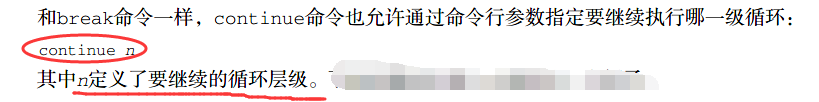 和break命令一样，continue命令也允许通过命令行参数指定要继续执行哪一级循环：
continue n
其中n定义了要继续的循环层级。